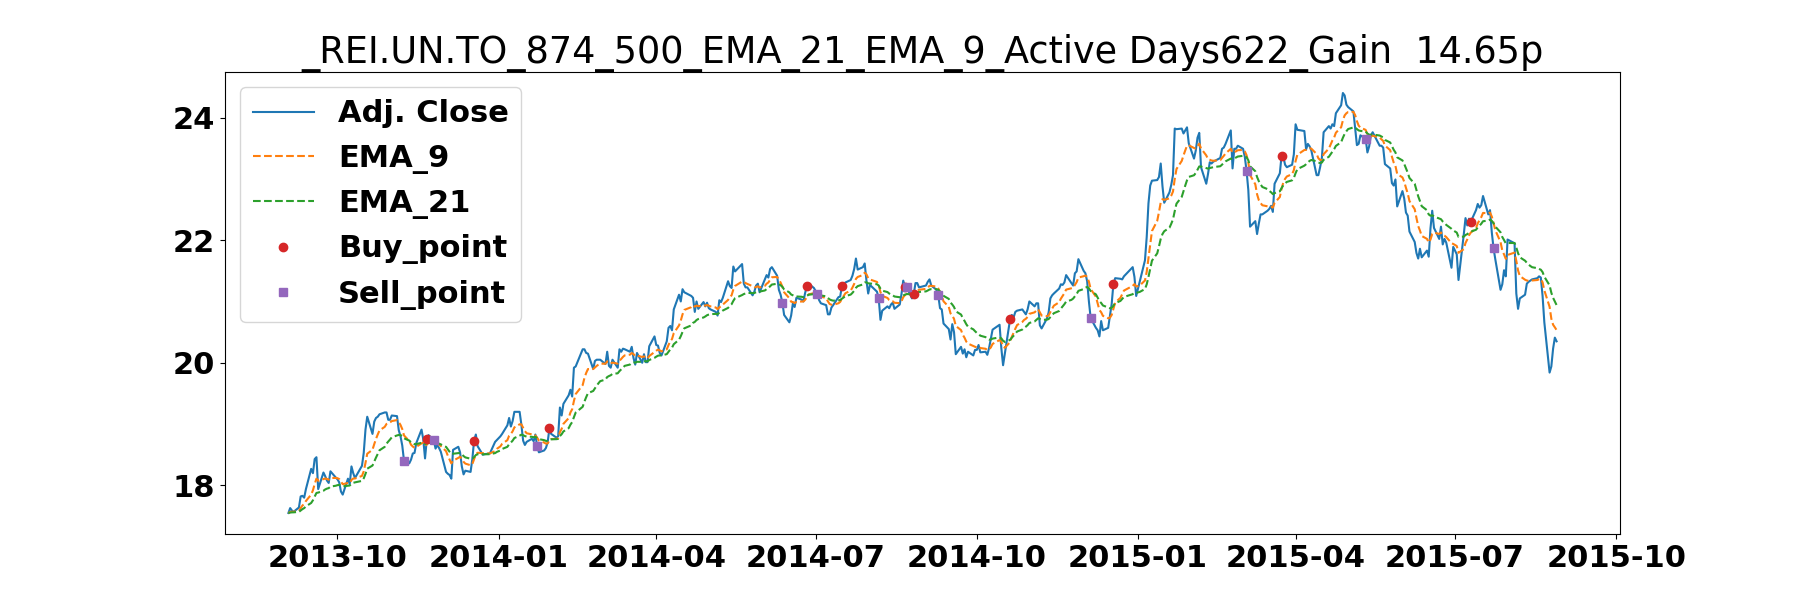 _REI.UN.TO_874_500_EMA_21_EMA_9_Active Days622_Gain  14.65p
Adj. Close
EMA_9
EMA_21
Buy_point
Sell_point
24
22
20
18
2013-10 2014-01 2014-04 2014-07 2014-10 2015-01 2015-04 2015-07 2015-10